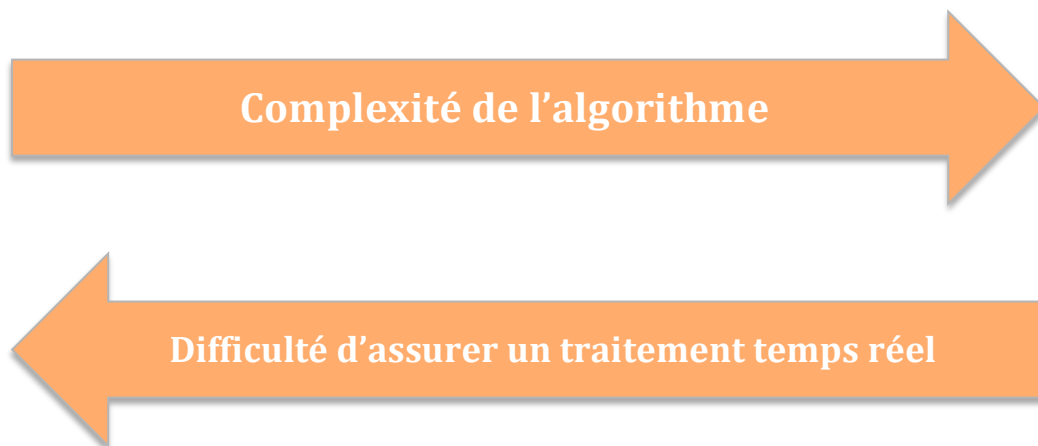 Complexité de l’algorithme
Difficulté d’assurer un traitement temps réel